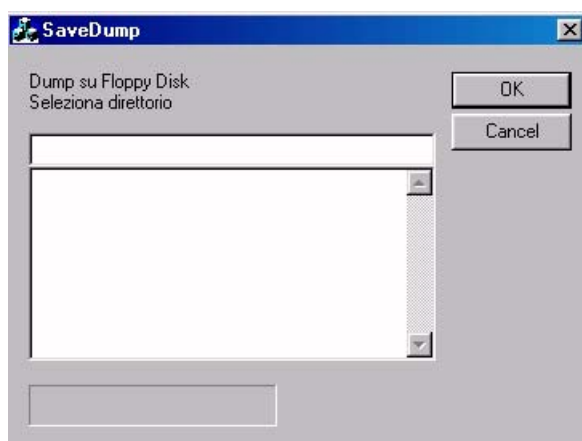 SaveDump
Dump su Floppy Disk
Seleziona direttorio
OK
Cancel